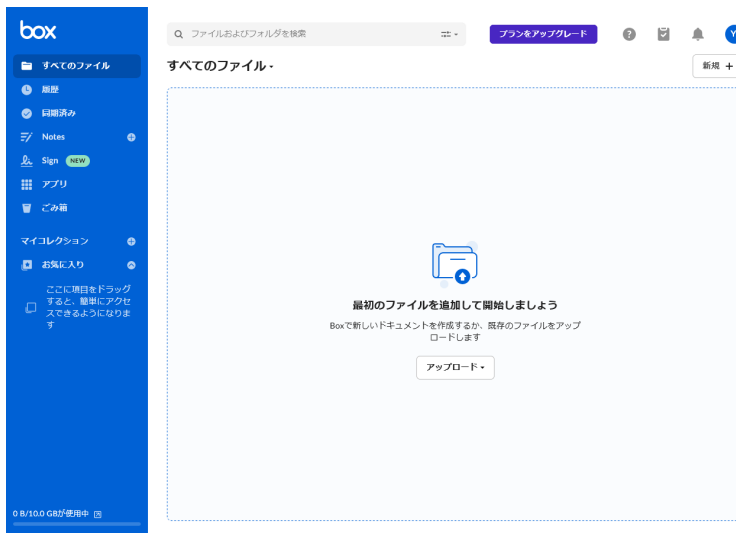 box
ファイルおよびフォルダを検索
プランをアップグレード
?
Y
すべてのファイル
履歴
同期済み
Notes
Sign NEW
アプリ
ごみ箱
マイコレクション
お気に入り
ここに項目をドラッグ
すると、簡単にアクセ
スできるようになりま
す
0 B/10.0 GBが使用中
すべてのファイル
新規 +
最初のファイルを追加して開始しましょう
Boxで新しいドキュメントを作成するか、既存のファイルをアップ
ロードします
アップロード